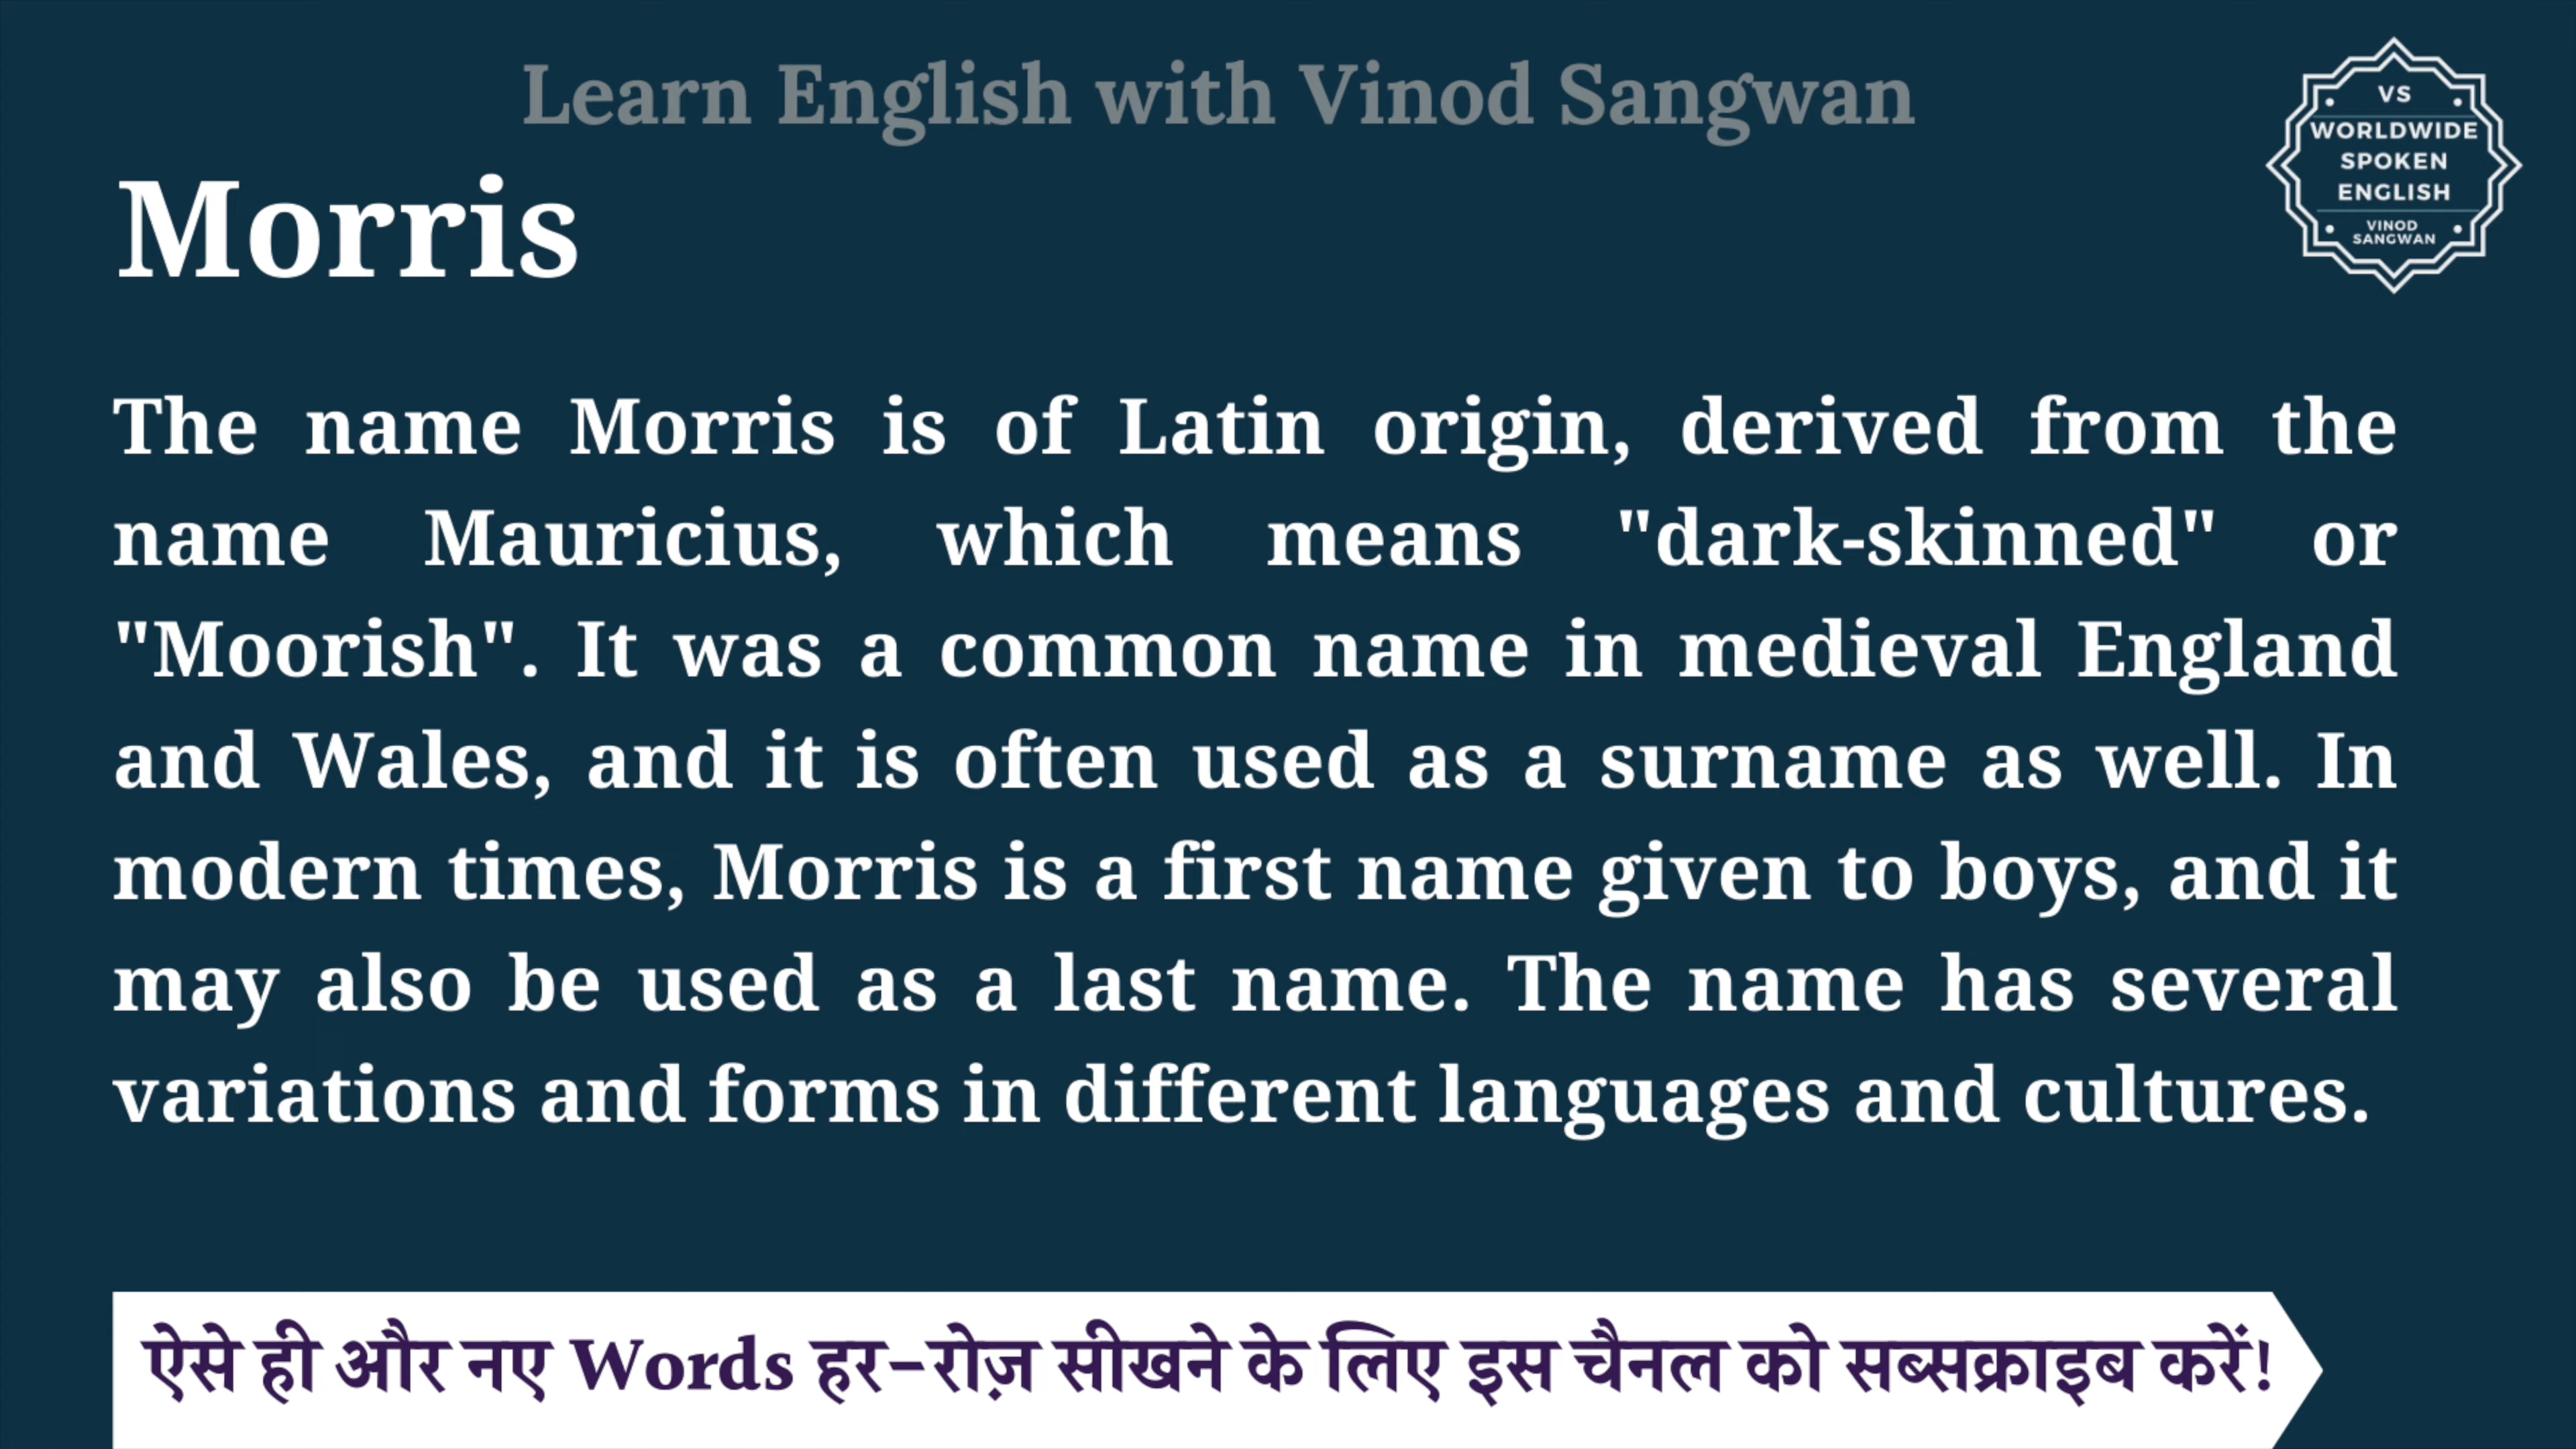 Learn English with Vinod Sangwan
VS
WORLDWIDE
SPOKEN
ENGLISH
VINOD
SANGWAN
Morris
The name Morris is of Latin origin, derived from the
name Mauricius, which means "dark-skinned" or
"Moorish". It was a common name in medieval England
and Wales, and it is often used as a surname as well. In
modern times, Morris is a first name given to boys, and it
may also be used as a last name. The name has several
variations and forms in different languages and cultures.
ऐसे ही और नए Words हर-रोज़ सीखने के लिए इस चैनल को सब्सक्राइब करें!